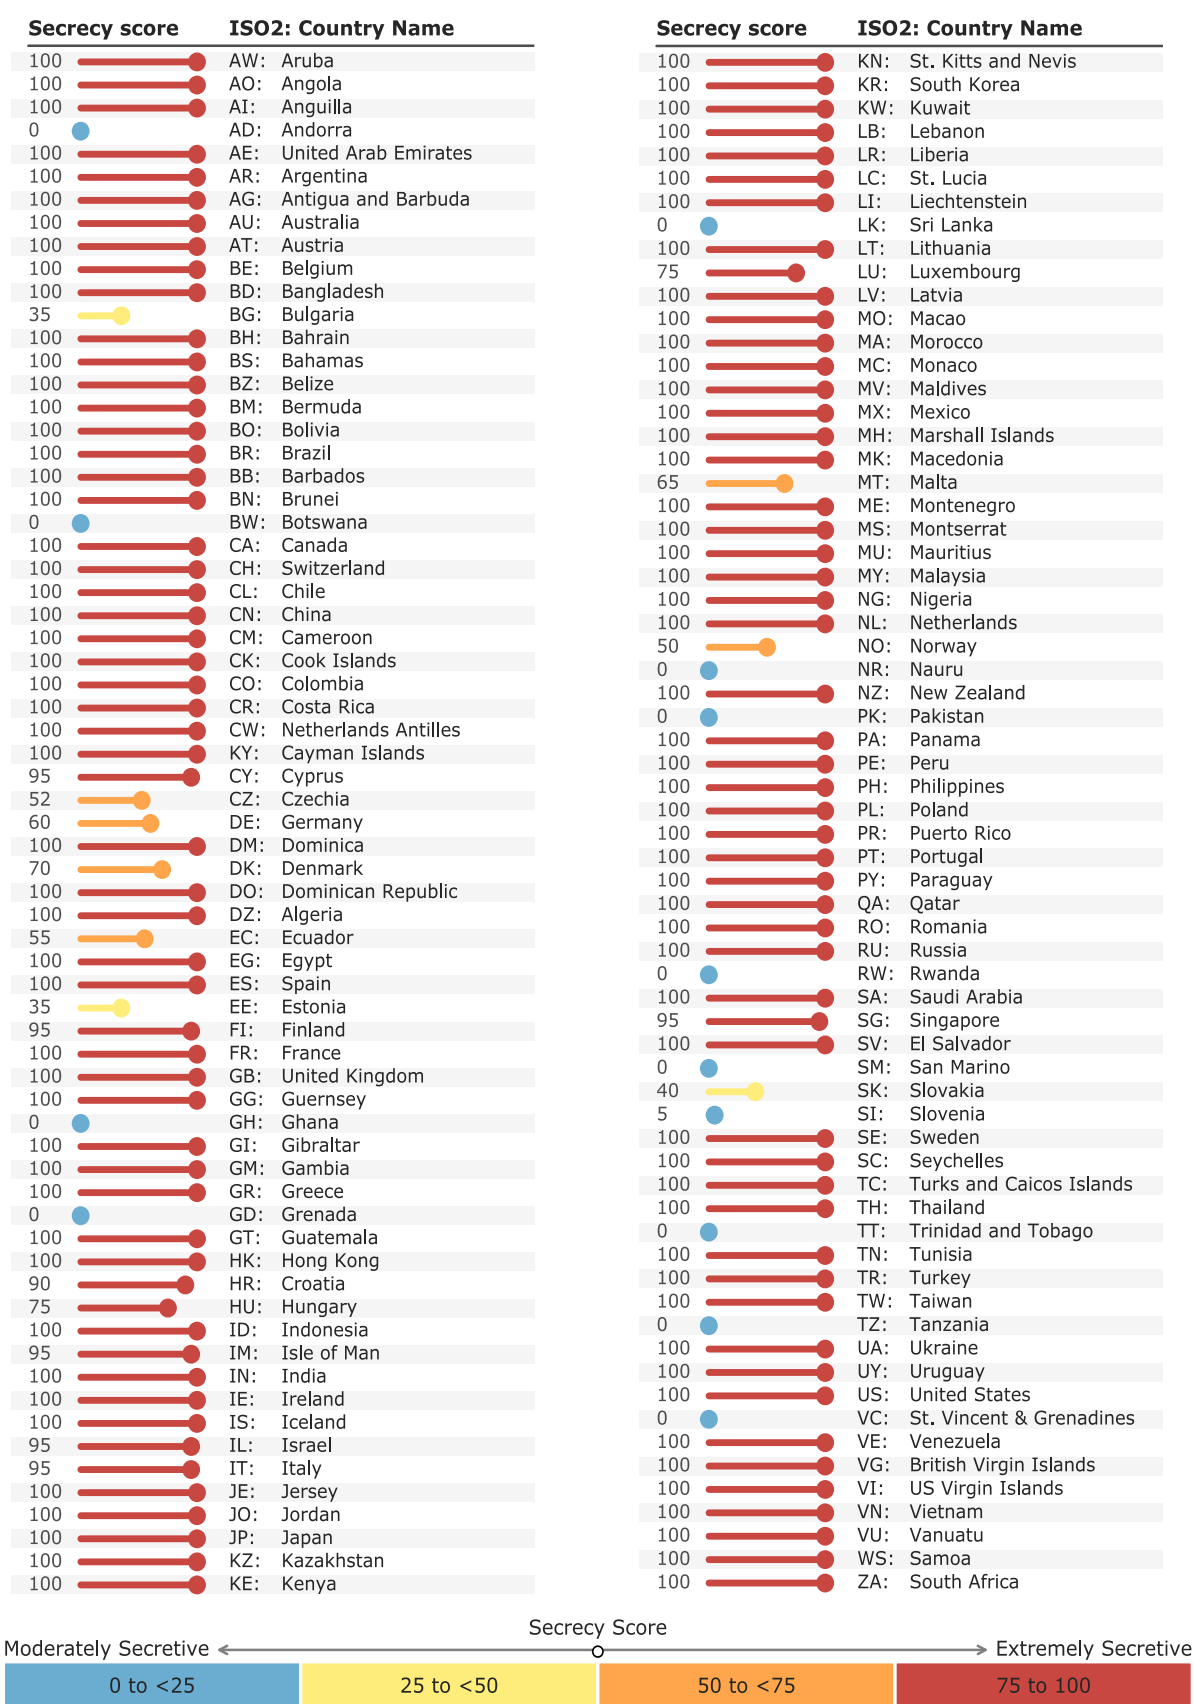 Secrecy score ISO2: Country Name
100 AW: Aruba
100 AO: Angola
100 AI: Anguilla
0 AD: Andorra
100 AE: United Arab Emirates
100 AR: Argentina
100 AG: Antigua and Barbuda
100 AU: Australia
100 AT: Austria
100 BE: Belgium
100 BD: Bangladesh
35 BG: Bulgaria
100 BH: Bahrain
100 BS: Bahamas
100 BZ: Belize
100 BM: Bermuda
100 BO: Bolivia
100 BR: Brazil
100 BB: Barbados
100 BN: Brunei
0 BW: Botswana
100 CA: Canada
100 CH: Switzerland
100 CL: Chile
100 CN: China
100 CM: Cameroon
100 CK: Cook Islands
100 CO: Colombia
100 CR: Costa Rica
100 CW: Netherlands Antilles
100 KY: Cayman Islands
95 CY: Cyprus
52 CZ: Czechia
60 DE: Germany
100 DM: Dominica
70 DK: Denmark
100 DO: Dominican Republic
100 DZ: Algeria
55 EC: Ecuador
100 EG: Egypt
100 ES: Spain
35 EE: Estonia
95 FI: Finland
100 FR: France
100 GB: United Kingdom
100 GG: Guernsey
0 GH: Ghana
100 GI: Gibraltar
100 GM: Gambia
100 GR: Greece
0 GD: Grenada
100 GT: Guatemala
100 HK: Hong Kong
90 HR: Croatia
75 HU: Hungary
100 ID: Indonesia
95 IM: Isle of Man
100 IN: India
100 IE: Ireland
100 IS: Iceland
95 IL: Israel
95 IT: Italy
100 JE: Jersey
100 JO: Jordan
100 JP: Japan
100 KZ: Kazakhstan
100 KE: Kenya
Secrecy score ISO2: Country Name
100 KN: St. Kitts and Nevis
100 KR: South Korea
100 KW: Kuwait
100 LB: Lebanon
100 LR: Liberia
100 LC: St. Lucia
100 LI: Liechtenstein
0 LK: Sri Lanka
100 LT: Lithuania
75 LU: Luxembourg
100 LV: Latvia
100 MO: Macao
100 MA: Morocco
100 MC: Monaco
100 MV: Maldives
100 MX: Mexico
100 MH: Marshall Islands
100 MK: Macedonia
65 MT: Malta
100 ME: Montenegro
100 MS: Montserrat
100 MU: Mauritius
100 MY: Malaysia
100 NG: Nigeria
100 NL: Netherlands
50 NO: Norway
0 NR: Nauru
100 NZ: New Zealand
0 PK: Pakistan
100 PA: Panama
100 PE: Peru
100 PH: Philippines
100 PL: Poland
100 PR: Puerto Rico
100 PT: Portugal
100 PY: Paraguay
100 QA: Qatar
100 RO: Romania
100 RU: Russia
0 RW: Rwanda
100 SA: Saudi Arabia
95 SG: Singapore
100 SV: El Salvador
0 SM: San Marino
40 SK: Slovakia
5 SI: Slovenia
100 SE: Sweden
100 SC: Seychelles
100 TC: Turks and Caicos Islands
100 TH: Thailand
0 TT: Trinidad and Tobago
100 TN: Tunisia
100 TR: Turkey
100 TW: Taiwan
0 TZ: Tanzania
100 UA: Ukraine
100 UY: Uruguay
100 US: United States
0 VC: St. Vincent & Grenadines
100 VE: Venezuela
100 VG: British Virgin Islands
100 VI: US Virgin Islands
100 VN: Vietnam
100 VU: Vanuatu
100 WS: Samoa
100 ZA: South Africa
Secrecy Score
Moderately Secretive Extremely Secretive
0 to <25 25 to <50 50 to <75 75 to 100